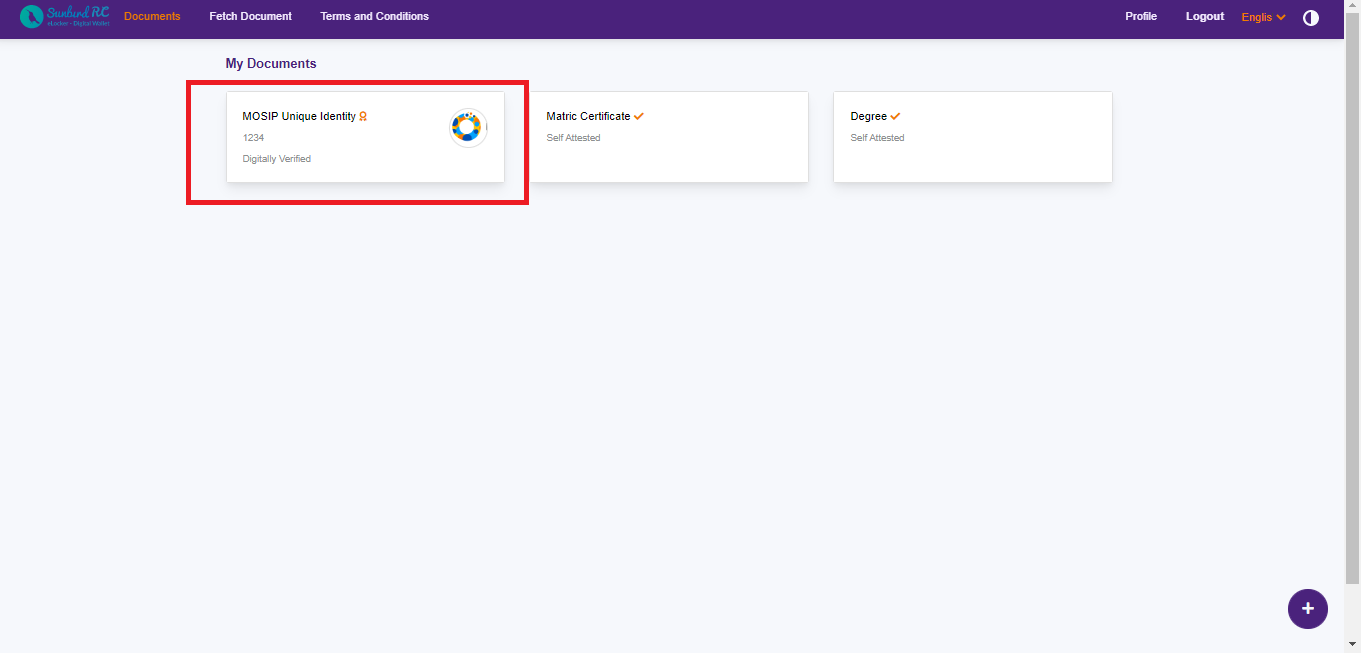 Sunbird RC
eLocker - Digital Wallet
Documents
Fetch Document
Terms and Conditions
Profile
Logout
Englis
My Documents
MOSIP Unique Identity
1234
Digitally Verified
Matric Certificate
Self Attested
Degree
Self Attested
+